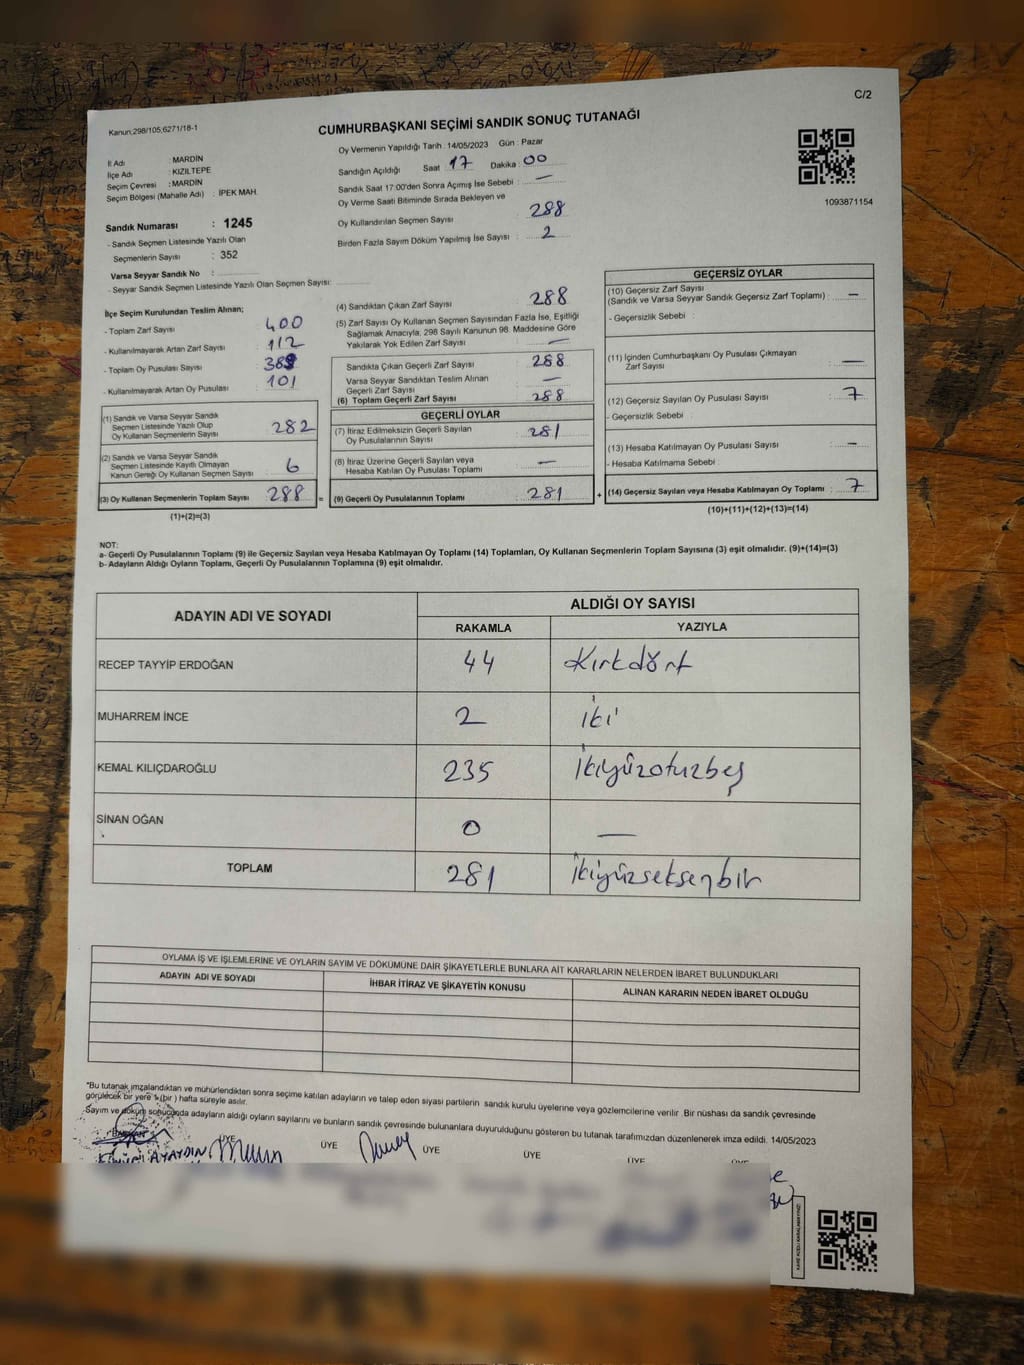 C/2
Kanun,298/105,6271/18-1
CUMHURBAŞKANI SEÇİMİ SANDIK SONUÇ TUTANAĞI
İl Adı : MARDİN
İlçe Adı : KIZILTEPE
Seçim Çevresi : MARDİN
Seçim Bölgesi (Mahalle Adı) : İPEK MAH.
Sandık Numarası : 1245
- Sandık Seçmen Listesinde Yazılı Olan
Seçmenlerin Sayısı : 352
Varsa Seyyar Sandık No :
- Seyyar Sandık Seçmen Listesinde Yazılı Olan Seçmen Sayısı:
Oy Vermenin Yapıldığı Tarih : 14/05/2023 Gün : Pazar
Sandığın Açıldığı Saat 17 Dakika : 00
Sandık Saat 17:00'den Sonra Açımış İse Sebebi : —
Oy Verme Saati Bitiminde Sırada Bekleyen ve
Oy Kullandırılan Seçmen Sayısı : 288
Birden Fazla Sayım Döküm Yapılmış İse Sayısı : 2
1093871154
İlçe Seçim Kurulundan Teslim Alınan;
- Toplam Zarf Sayısı : 400
- Kullanılmayarak Artan Zarf Sayısı : 112
- Toplam Oy Pusulası Sayısı :
- Kullanılmayarak Artan Oy Pusulası : 101
(1) Sandık ve Varsa Seyyar Sandık
Seçmen Listesinde Yazılı Olup
Oy Kullanan Seçmenlerin Sayısı : 282
(2) Sandık ve Varsa Seyyar Sandık
Seçmen Listesinde Kayıtlı Olmayan
Kanun Gereği Oy Kullanan Seçmen Sayısı : 6
(3) Oy Kullanan Seçmenlerin Toplam Sayısı : 288 =
(1)+(2)=(3)
(4) Sandıktan Çıkan Zarf Sayısı : 288
(5) Zarf Sayısı Oy Kullanan Seçmen Sayısından Fazla İse, Eşitliği
Sağlamak Amacıyla; 298 Sayılı Kanunun 98. Maddesine Göre
Yakılarak Yok Edilen Zarf Sayısı : —
Sandıkta Çıkan Geçerli Zarf Sayısı : 288
Varsa Seyyar Sandıktan Teslim Alınan
Geçerli Zarf Sayısı : —
(6) Toplam Geçerli Zarf Sayısı : 288
GEÇERLİ OYLAR
(7) İtiraz Edilmeksizin Geçerli Sayılan
Oy Pusulalarının Sayısı : 281
(8) İtiraz Üzerine Geçerli Sayılan veya
Hesaba Katılan Oy Pusulası Toplamı : —
(9) Geçerli Oy Pusulalarının Toplamı : 281 +
GEÇERSİZ OYLAR
(10) Geçersiz Zarf Sayısı
(Sandık ve Varsa Seyyar Sandık Geçersiz Zarf Toplamı) : —
- Geçersizlik Sebebi :
(11) İçinden Cumhurbaşkanı Oy Pusulası Çıkmayan
Zarf Sayısı : —
(12) Geçersiz Sayılan Oy Pusulası Sayısı : 7
- Geçersizlik Sebebi :
(13) Hesaba Katılmayan Oy Pusulası Sayısı : —
- Hesaba Katılmama Sebebi :
(14) Geçersiz Sayılan veya Hesaba Katılmayan Oy Toplamı : 7
(10)+(11)+(12)+(13)=(14)
NOT:
a- Geçerli Oy Pusulalarının Toplamı (9) ile Geçersiz Sayılan veya Hesaba Katılmayan Oy Toplamı (14) Toplamları, Oy Kullanan Seçmenlerin Toplam Sayısına (3) eşit olmalıdır. (9)+(14)=(3)
b- Adayların Aldığı Oyların Toplamı, Geçerli Oy Pusulalarının Toplamına (9) eşit olmalıdır.
ADAYIN ADI VE SOYADI ALDIĞI OY SAYISI
RAKAMLA YAZIYLA
RECEP TAYYİP ERDOĞAN 44 Kırkdört
MUHARREM İNCE 2 İki
KEMAL KILIÇDAROĞLU 235 İkiyüzotuzbeş
SİNAN OĞAN 0 —
TOPLAM 281 İkiyüzseksenbir
OYLAMA İŞ VE İŞLEMLERİNE VE OYLARIN SAYIM VE DÖKÜMÜNE DAİR ŞİKAYETLERLE BUNLARA AİT KARARLARIN NELERDEN İBARET BULUNDUKLARI
ADAYIN ADI VE SOYADI İHBAR İTİRAZ VE ŞİKAYETİN KONUSU ALINAN KARARIN NEDEN İBARET OLDUĞU
*Bu tutanak imzalandıktan ve mühürlendikten sonra seçime katılan adayların ve talep eden siyasi partilerin sandık kurulu üyelerine veya gözlemcilerine verilir .Bir nüshası da sandık çevresinde
görülecek bir yere 1 (bir ) hafta süreyle asılır.
Sayım ve döküm sonucunda adayların aldığı oyların sayılarını ve bunların sandık çevresinde bulunanlara duyurulduğunu gösteren bu tutanak tarafımızdan düzenlenerek imza edildi. 14/05/2023
BAŞKAN ÜYE ÜYE ÜYE ÜYE ÜYE ÜYE
AYAYDIN